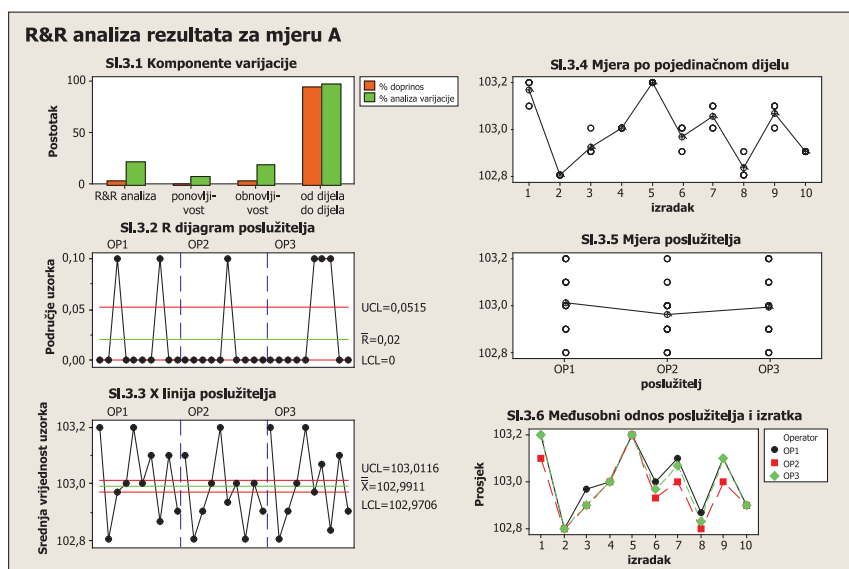 R&R analiza rezultata za mjeru A
Sl.3.1 Komponente varijacije
Postotak
100
50
0
% doprinos
% analiza varijacije
R&R analiza
ponovlji-
vost
obnovlji-
vost
od dijela
do dijela
Sl.3.2 R dijagram poslužitelja
OP1 OP2 OP3
Područje uzorka
0,10
0,05
0,00
UCL=0,0515
R=0,02
LCL=0
Sl.3.3 X linija poslužitelja
OP1 OP2 OP3
Srednja vrijednost uzorka
103,2
103,0
102,8
UCL=103,0116
X=102,9911
LCL=102,9706
Sl.3.4 Mjera po pojedinačnom dijelu
103,2
103,0
102,8
1 2 3 4 5 6 7 8 9 10
izradak
Sl.3.5 Mjera poslužitelja
103,2
103,0
102,8
OP1 OP2 OP3
poslužitelj
Sl.3.6 Međusobni odnos poslužitelja i izratka
Prosjek
103,2
103,0
102,8
1 2 3 4 5 6 7 8 9 10
izradak
Operator
OP1
OP2
OP3